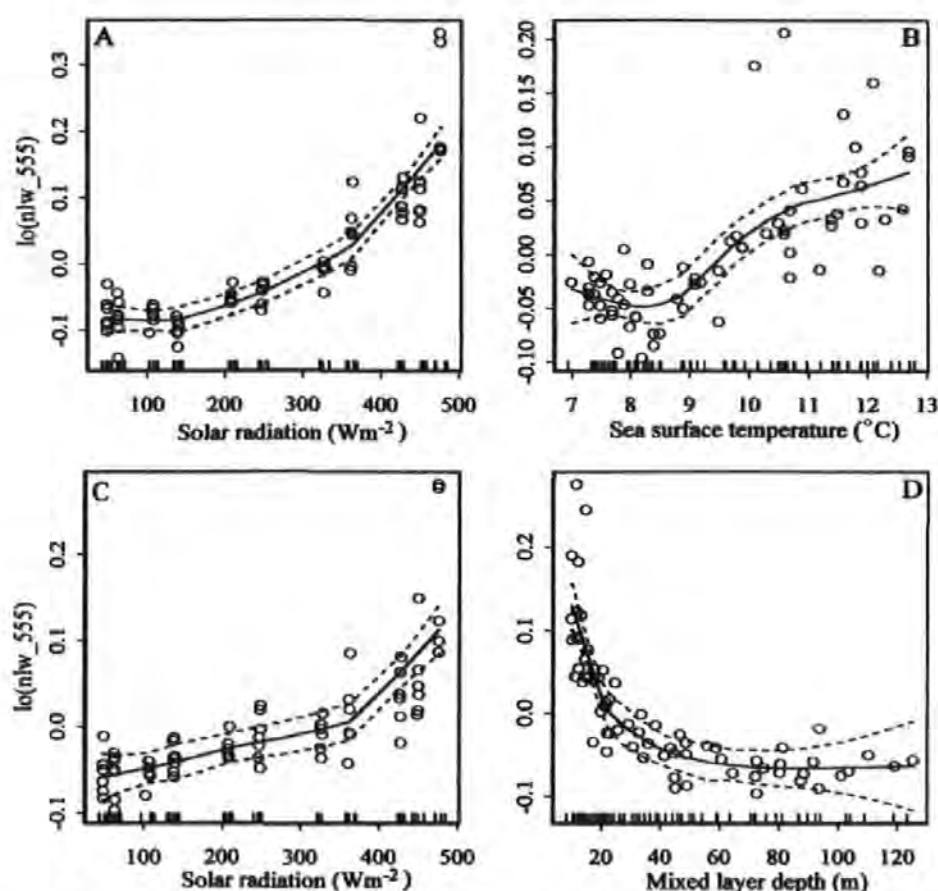 A
lo(nlw_555)
0.3
0.2
0.1
0.0
-0.1
100 200 300 400 500
Solar radiation (Wm-2)
B
0.20
0.15
0.10
0.05
0.00
-0.05
-0.10
7 8 9 10 11 12 13
Sea surface temperature (°C)
C
lo(nlw_555)
0.2
0.1
0.0
-0.1
100 200 300 400 500
Solar radiation (Wm-2)
D
0.2
0.1
0.0
-0.1
20 40 60 80 100 120
Mixed layer depth (m)